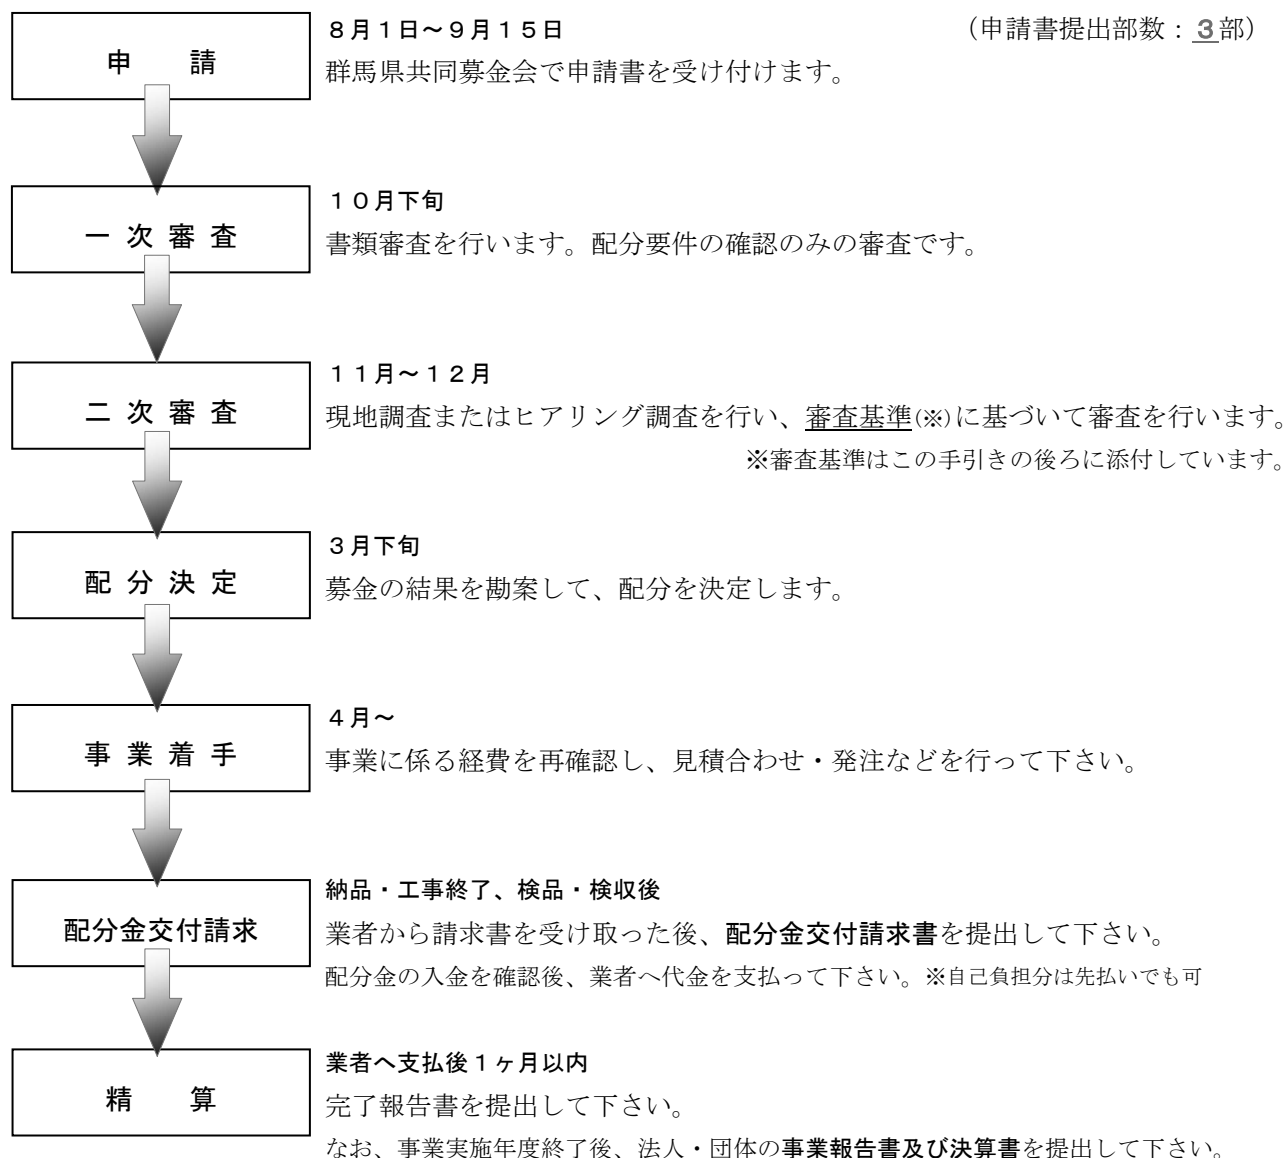 申　　請
８月１日～９月１５日　（申請書提出部数：３部）
群馬県共同募金会で申請書を受け付けます。
一 次 審 査
１０月下旬
書類審査を行います。配分要件の確認のみの審査です。
二 次 審 査
１１月～１２月
現地調査またはヒアリング調査を行い、審査基準(※)に基づいて審査を行います。
※審査基準はこの手引きの後ろに添付しています。
配 分 決 定
３月下旬
募金の結果を勘案して、配分を決定します。
事 業 着 手
４月～
事業に係る経費を再確認し、見積合わせ・発注などを行って下さい。
配分金交付請求
納品・工事終了、検品・検収後
業者から請求書を受け取った後、配分金交付請求書を提出して下さい。
配分金の入金を確認後、業者へ代金を支払って下さい。※自己負担分は先払いでも可
精　　算
業者へ支払後１ヶ月以内
完了報告書を提出して下さい。
なお、事業実施年度終了後、法人・団体の事業報告書及び決算書を提出して下さい。